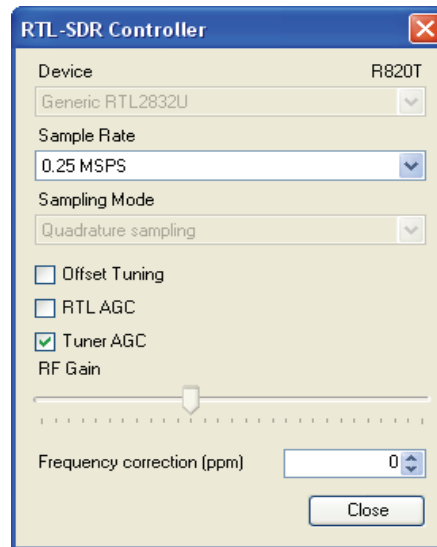 RTL-SDR Controller
Device R820T
Generic RTL2832U
Sample Rate
0.25 MSPS
Sampling Mode
Quadrature sampling
Offset Tuning
RTL AGC
Tuner AGC
RF Gain
Frequency correction (ppm) 0
Close